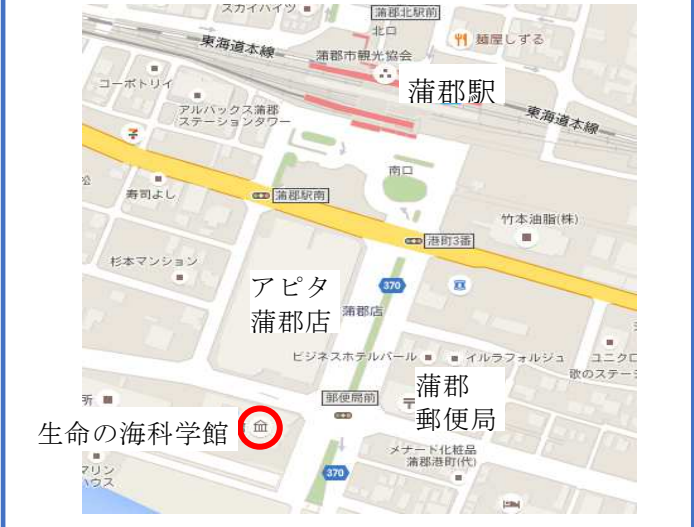 スカイハイツ
蒲郡北駅前
北口
麺屋しずる
東海道本線
蒲郡市観光協会
コーポトリイ
蒲郡駅
アルバックス蒲郡
ステーションタワー
東海道本線
南口
寿司よし
蒲郡駅南
竹本油脂(株)
港町3番
杉本マンション
アピタ
蒲郡店
370
蒲郡店
ビジネスホテルパール
イルラフォルジュ
ユニクロ
歌のステー
蒲郡
郵便局
郵便局前
所
生命の海科学館
メナード化粧品
蒲郡港町(代)
マリン
ハウス
370